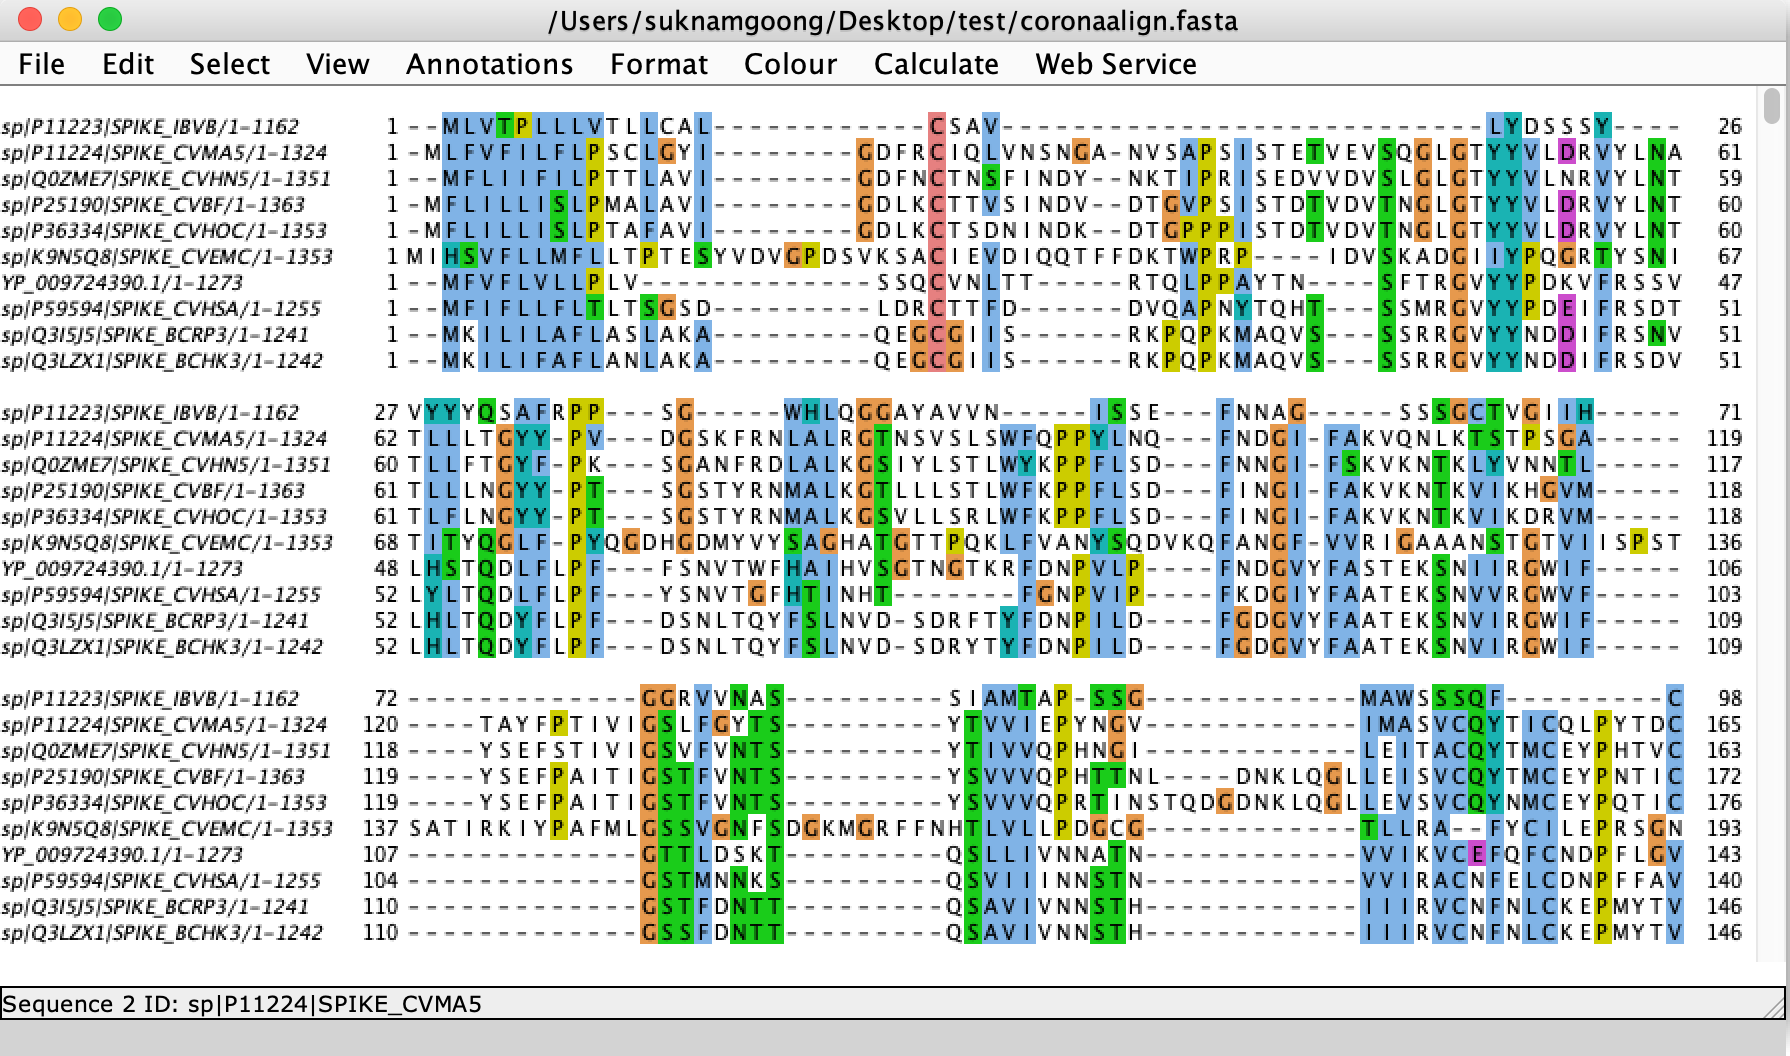 /Users/suknamgoong/Desktop/test/coronaalign.fasta
File Edit Select View Annotations Format Colour Calculate Web Service
sp|P11223|SPIKE_IBVB/1-1162 1 --MLVTPLLLVTLLCAL------------CSAV---------------------------LYDSSSY---- 26
sp|P11224|SPIKE_CVMA5/1-1324 1 -MLFVFILFLPSCLGYI--------GDFRCIQLVNSNGA-NVSAPSISTETVEVSQGLGTYYVLDRVYLNA 61
sp|Q0ZME7|SPIKE_CVHN5/1-1351 1 --MFLIIFILPTTLAVI--------GDFNCTNSFINDY--NKTIPRISEDVVDVSLGLGTYYVLNRVYLNT 59
sp|P25190|SPIKE_CVBF/1-1363 1 -MFLILLISLPMALAVI--------GDLKCTTVSINDV--DTGVPSISTDTVDVTNGLGTYYVLDRVYLNT 60
sp|P36334|SPIKE_CVHOC/1-1353 1 -MFLILLISLPTAFAVI--------GDLKCTSDNINDK--DTGPPPISTDTVDVTNGLGTYYVLDRVYLNT 60
sp|K9N5Q8|SPIKE_CVEMC/1-1353 1 MIHSVFLLMFLLTPTESYVDVGPDSVKSACIEVDIQQTFFDKTWPRP----IDVSKADGIIYPQGRTYSNI 67
YP_009724390.1/1-1273 1 --MFVFLVLLPLV-------------SSQCVNLTT-----RTQLPPAYTN----SFTRGVYYPDKVFRSSV 47
sp|P59594|SPIKE_CVHSA/1-1255 1 --MFIFLLFLTLTSGSD---------LDRCTTFD------DVQAPNYTQHT---SSMRGVYYPDEIFRSDT 51
sp|Q3I5J5|SPIKE_BCRP3/1-1241 1 --MKILILAFLASLAKA---------QEGCGIIS------RKPQPKMAQVS---SSRRGVYYNDDIFRSNV 51
sp|Q3LZX1|SPIKE_BCHK3/1-1242 1 --MKILIFAFLANLAKA---------QEGCGIIS------RKPQPKMAQVS---SSRRGVYYNDDIFRSDV 51
sp|P11223|SPIKE_IBVB/1-1162 27 VYYYQSAFRPP---SG-----WHLQGGAYAVVN-----ISSE---FNNAG-----SSSGCTVGIIH----- 71
sp|P11224|SPIKE_CVMA5/1-1324 62 TLLLTGYY-PV---DGSKFRNLALRGTNSVSLSWFQPPYLNQ---FNDGI-FAKVQNLKTSTPSGA----- 119
sp|Q0ZME7|SPIKE_CVHN5/1-1351 60 TLLFTGYF-PK---SGANFRDLALKGSIYLSTLWYKPPFLSD---FNNGI-FSKVKNTKLYVNNTL----- 117
sp|P25190|SPIKE_CVBF/1-1363 61 TLLLNGYY-PT---SGSTYRNMALKGTLLLSTLWFKPPFLSD---FINGI-FAKVKNTKVIKHGVM----- 118
sp|P36334|SPIKE_CVHOC/1-1353 61 TLFLNGYY-PT---SGSTYRNMALKGSVLLSRLWFKPPFLSD---FINGI-FAKVKNTKVIKDRVM----- 118
sp|K9N5Q8|SPIKE_CVEMC/1-1353 68 TITYQGLF-PYQGDHGDMYVYSAGHATGTTPQKLFVANYSQDVKQFANGF-VVRIGAAANSTGTVIISPST 136
YP_009724390.1/1-1273 48 LHSTQDLFLPF---FSNVTWFHAIHVSGTNGTKRFDNPVLP----FNDGVYFASTEKSNIIRGWIF----- 106
sp|P59594|SPIKE_CVHSA/1-1255 52 LYLTQDLFLPF---YSNVTGFHTINHT-------FGNPVIP----FKDGIYFAATEKSNVVRGWVF----- 103
sp|Q3I5J5|SPIKE_BCRP3/1-1241 52 LHLTQDYFLPF---DSNLTQYFSLNVD-SDRFTYFDNPILD----FGDGVYFAATEKSNVIRGWIF----- 109
sp|Q3LZX1|SPIKE_BCHK3/1-1242 52 LHLTQDYFLPF---DSNLTQYFSLNVD-SDRYTYFDNPILD----FGDGVYFAATEKSNVIRGWIF----- 109
sp|P11223|SPIKE_IBVB/1-1162 72 -------------GGRVVNAS---------SIAMTAP-SSG------------MAWSSSQF---------C 98
sp|P11224|SPIKE_CVMA5/1-1324 120 ----TAYFPTIVIGSLFGYTS---------YTVVIEPYNGV------------IMASVCQYTICQLPYTDC 165
sp|Q0ZME7|SPIKE_CVHN5/1-1351 118 ----YSEFSTIVIGSVFVNTS---------YTIVVQPHNGI------------LEITACQYTMCEYPHTVC 163
sp|P25190|SPIKE_CVBF/1-1363 119 ----YSEFPAITIGSTFVNTS---------YSVVVQPHTTNL----DNKLQGLLEISVCQYTMCEYPNTIC 172
sp|P36334|SPIKE_CVHOC/1-1353 119 ----YSEFPAITIGSTFVNTS---------YSVVVQPRTINSTQDGDNKLQGLLEVSVCQYNMCEYPQTIC 176
sp|K9N5Q8|SPIKE_CVEMC/1-1353 137 SATIRKIYPAFMLGSSVGNFSDGKMGRFFNHTLVLLPDGCG------------TLLRA--FYCILEPRSGN 193
YP_009724390.1/1-1273 107 -------------GTTLDSKT---------QSLLIVNNATN------------VVIKVCEFQFCNDPFLGV 143
sp|P59594|SPIKE_CVHSA/1-1255 104 -------------GSTMNNKS---------QSVIIINNSTN------------VVIRACNFELCDNPFFAV 140
sp|Q3I5J5|SPIKE_BCRP3/1-1241 110 -------------GSTFDNTT---------QSAVIVNNSTH------------IIIRVCNFNLCKEPMYTV 146
sp|Q3LZX1|SPIKE_BCHK3/1-1242 110 -------------GSSFDNTT---------QSAVIVNNSTH------------IIIRVCNFNLCKEPMYTV 146
Sequence 2 ID: sp|P11224|SPIKE_CVMA5